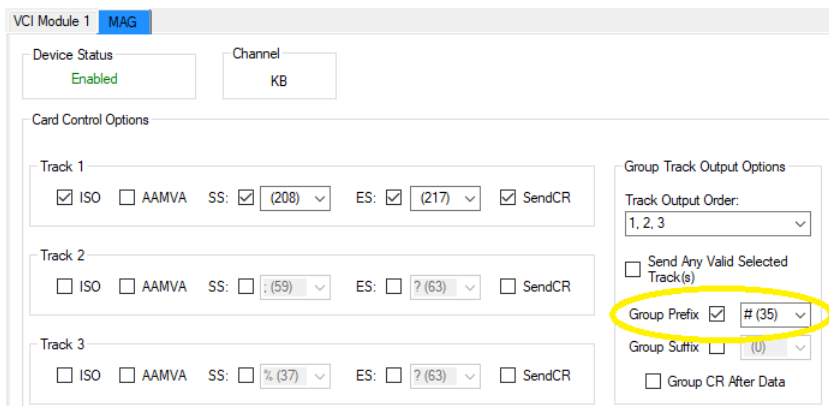 VCI Module 1 MAG
Device Status Channel
Enabled KB
Card Control Options
Track 1
ISO AAMVA SS: (208) ES: (217) SendCR
Track 2
ISO AAMVA SS: ; (59) ES: ? (63) SendCR
Track 3
ISO AAMVA SS: % (37) ES: ? (63) SendCR
Group Track Output Options
Track Output Order:
1, 2, 3
Send Any Valid Selected
Track(s)
Group Prefix # (35)
Group Suffix (0)
Group CR After Data